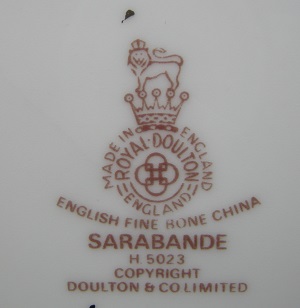 MADE IN ENGLAND
ROYAL·DOULTON
ENGLAND
ENGLISH FINE BONE CHINA
SARABANDE
H 5023
COPYRIGHT
DOULTON & CO LIMITED